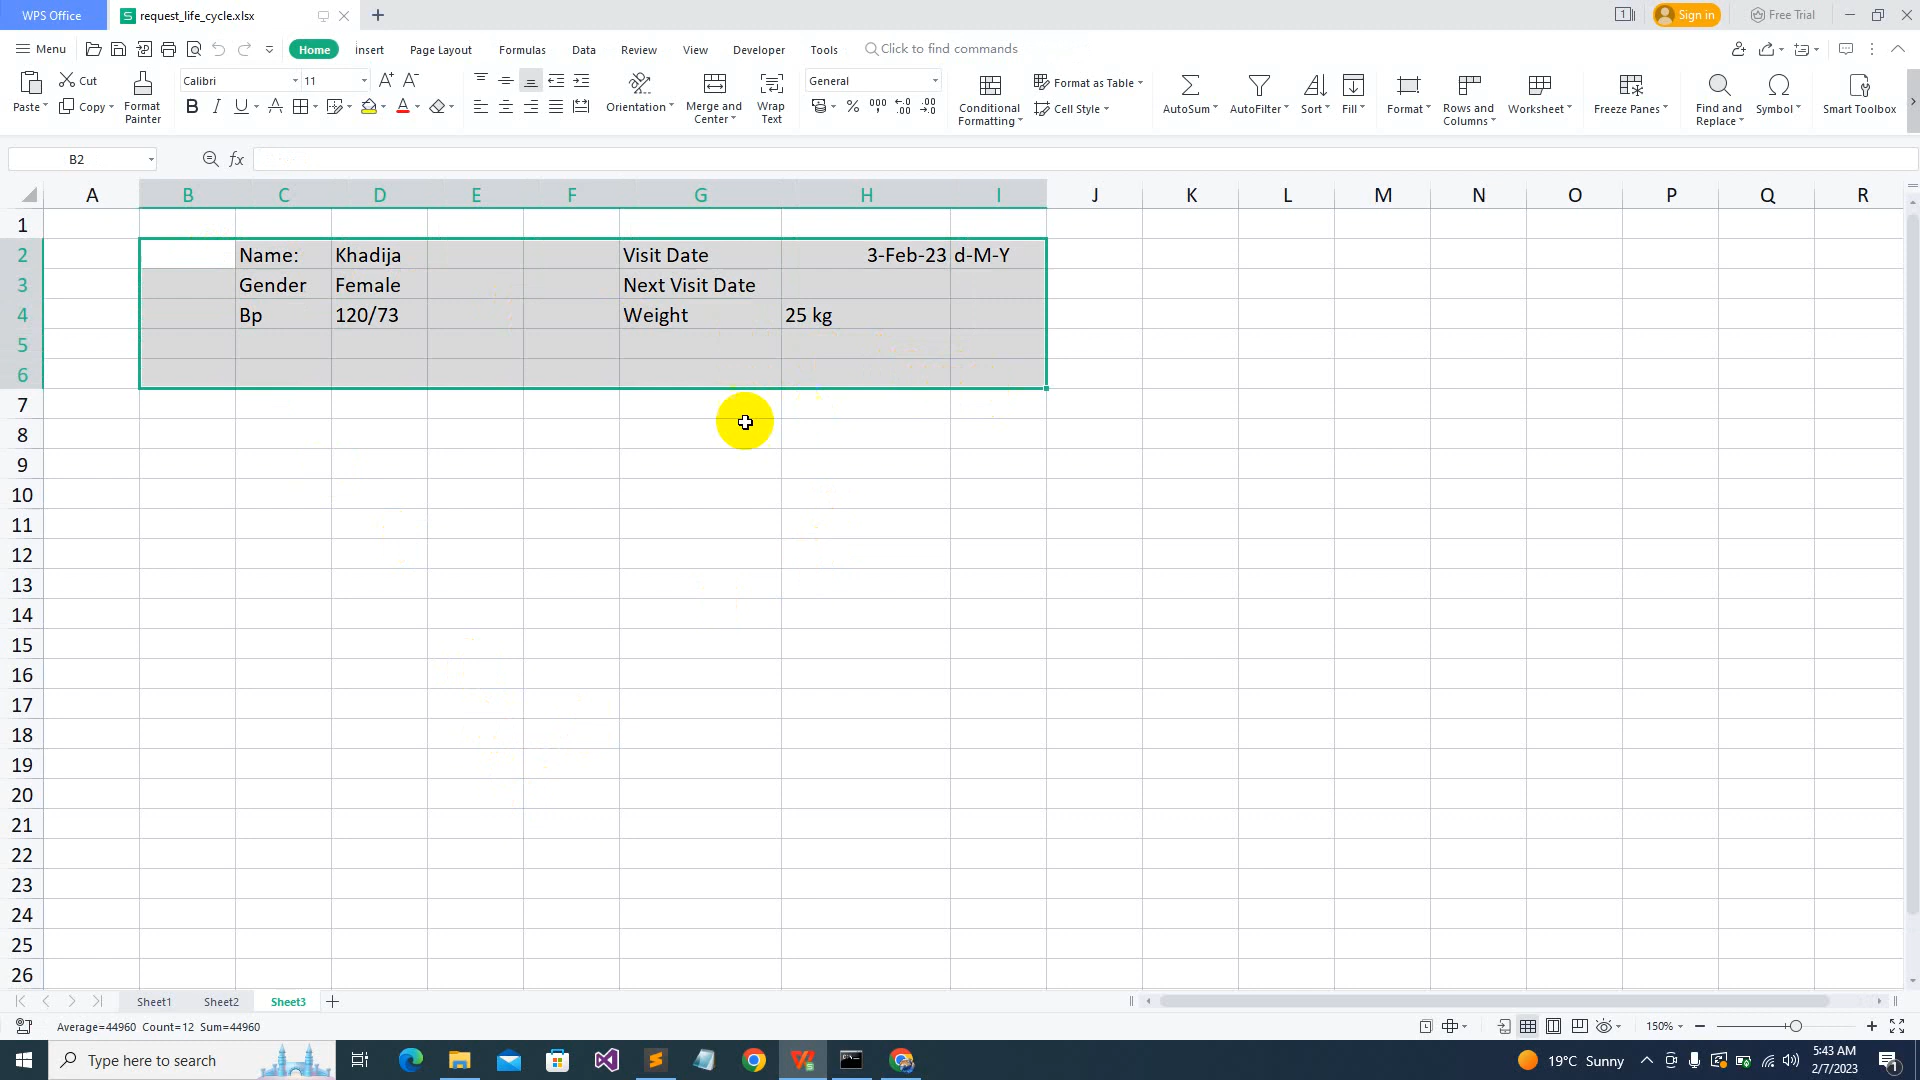 WPS Office request_life_cycle.xlsx Sign in Free Trial
Menu Home Insert Page Layout Formulas Data Review View Developer Tools Click to find commands
Paste Cut Copy Format Painter Calibri 11 Orientation Merge and Center Wrap Text General Conditional Formatting Format as Table Cell Style AutoSum AutoFilter Sort Fill Format Rows and Columns Worksheet Freeze Panes Find and Replace Symbol Smart Toolbox
B2 fx
A B C D E F G H I J K L M N O P Q R
1
2 Name: Khadija Visit Date 3-Feb-23 d-M-Y
3 Gender Female Next Visit Date
4 Bp 120/73 Weight 25 kg
5
6
7
8
9
10
11
12
13
14
15
16
17
18
19
20
21
22
23
24
25
26
Sheet1 Sheet2 Sheet3
Average=44960 Count=12 Sum=44960 150%
Type here to search 19°C Sunny 5:43 AM
2/7/2023